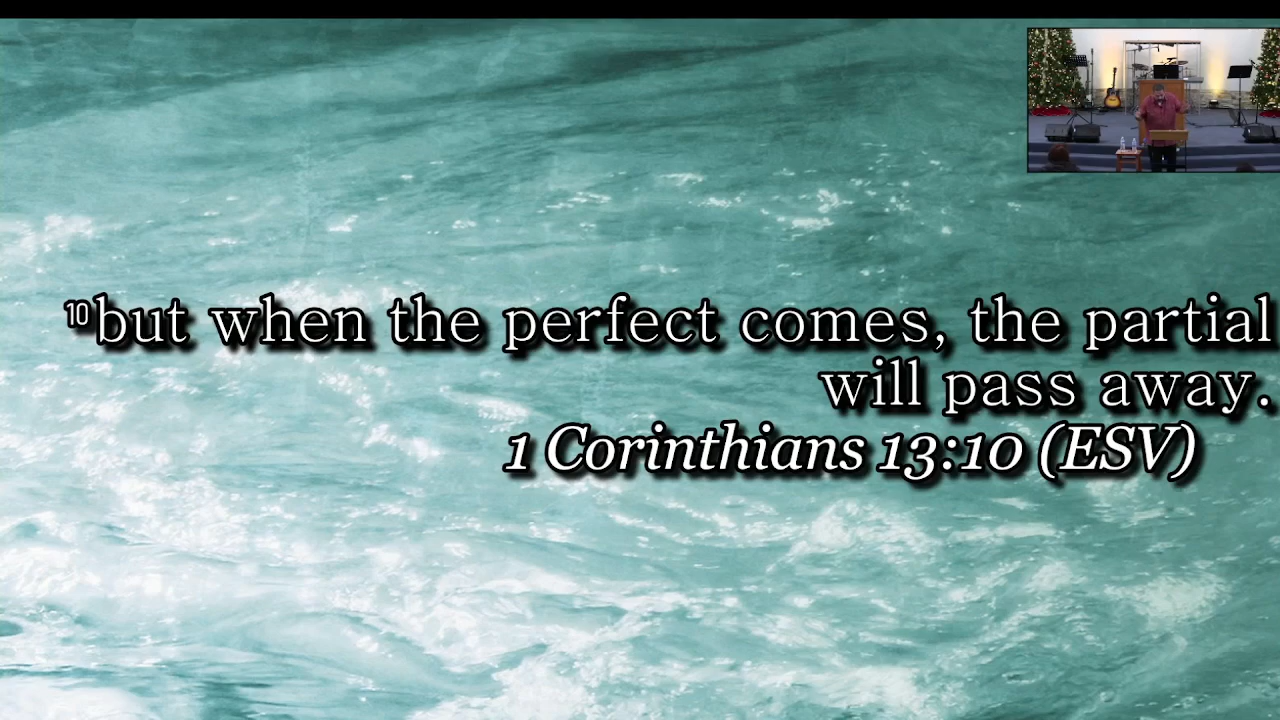 10but when the perfect comes, the partial
will pass away.
1 Corinthians 13:10 (ESV)